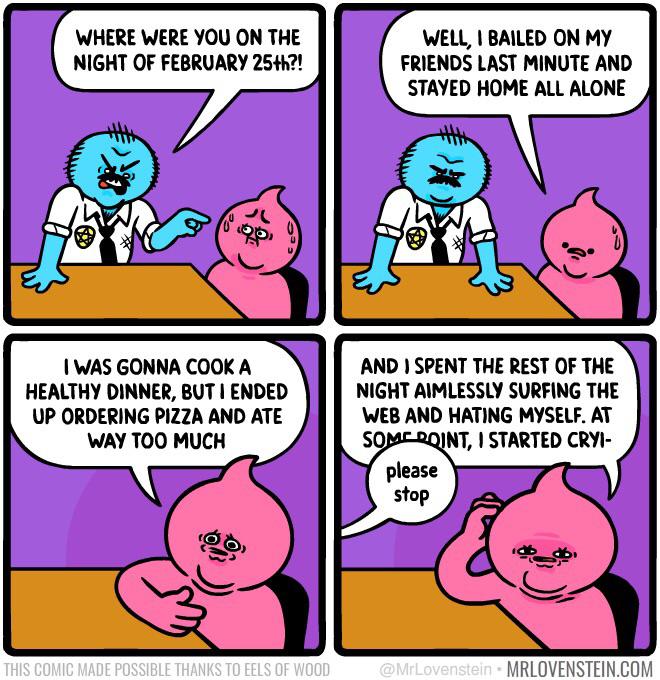 WHERE WERE YOU ON THE
NIGHT OF FEBRUARY 25th?!
WELL, I BAILED ON MY
FRIENDS LAST MINUTE AND
STAYED HOME ALL ALONE
I WAS GONNA COOK A
HEALTHY DINNER, BUT I ENDED
UP ORDERING PIZZA AND ATE
WAY TOO MUCH
AND I SPENT THE REST OF THE
NIGHT AIMLESSLY SURFING THE
WEB AND HATING MYSELF. AT
SOME POINT, I STARTED CRYI-
please
stop
THIS COMIC MADE POSSIBLE THANKS TO EELS OF WOOD
@MrLovenstein • MRLOVENSTEIN.COM